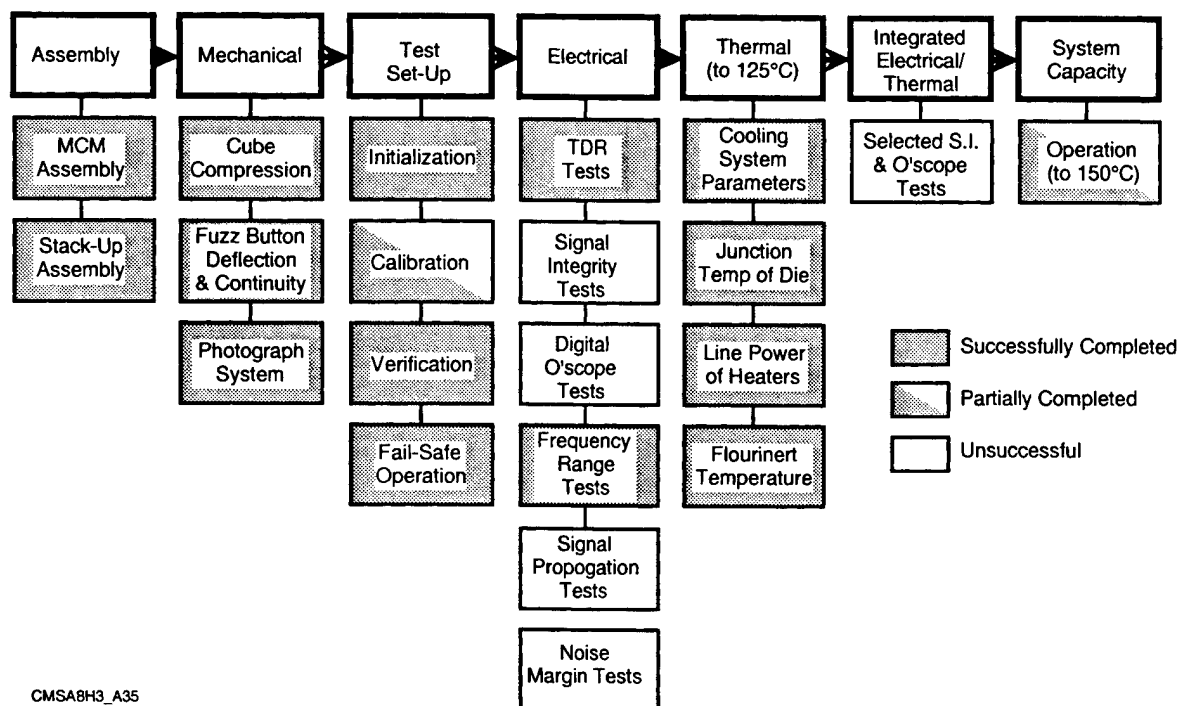 Assembly
Mechanical
Test
Set-Up
Electrical
Thermal
(to 125°C)
Integrated
Electrical/
Thermal
System
Capacity
MCM
Assembly
Stack-Up
Assembly
Cube
Compression
Fuzz Button
Deflection
& Continuity
Photograph
System
Initialization
Calibration
Verification
Fail-Safe
Operation
TDR
Tests
Signal
Integrity
Tests
Digital
O'scope
Tests
Frequency
Range
Tests
Signal
Propogation
Tests
Noise
Margin Tests
Cooling
System
Parameters
Junction
Temp of Die
Line Power
of Heaters
Flourinert
Temperature
Selected S.I.
& O'scope
Tests
Operation
(to 150°C)
Successfully Completed
Partially Completed
Unsuccessful
CMSA8H3_A35